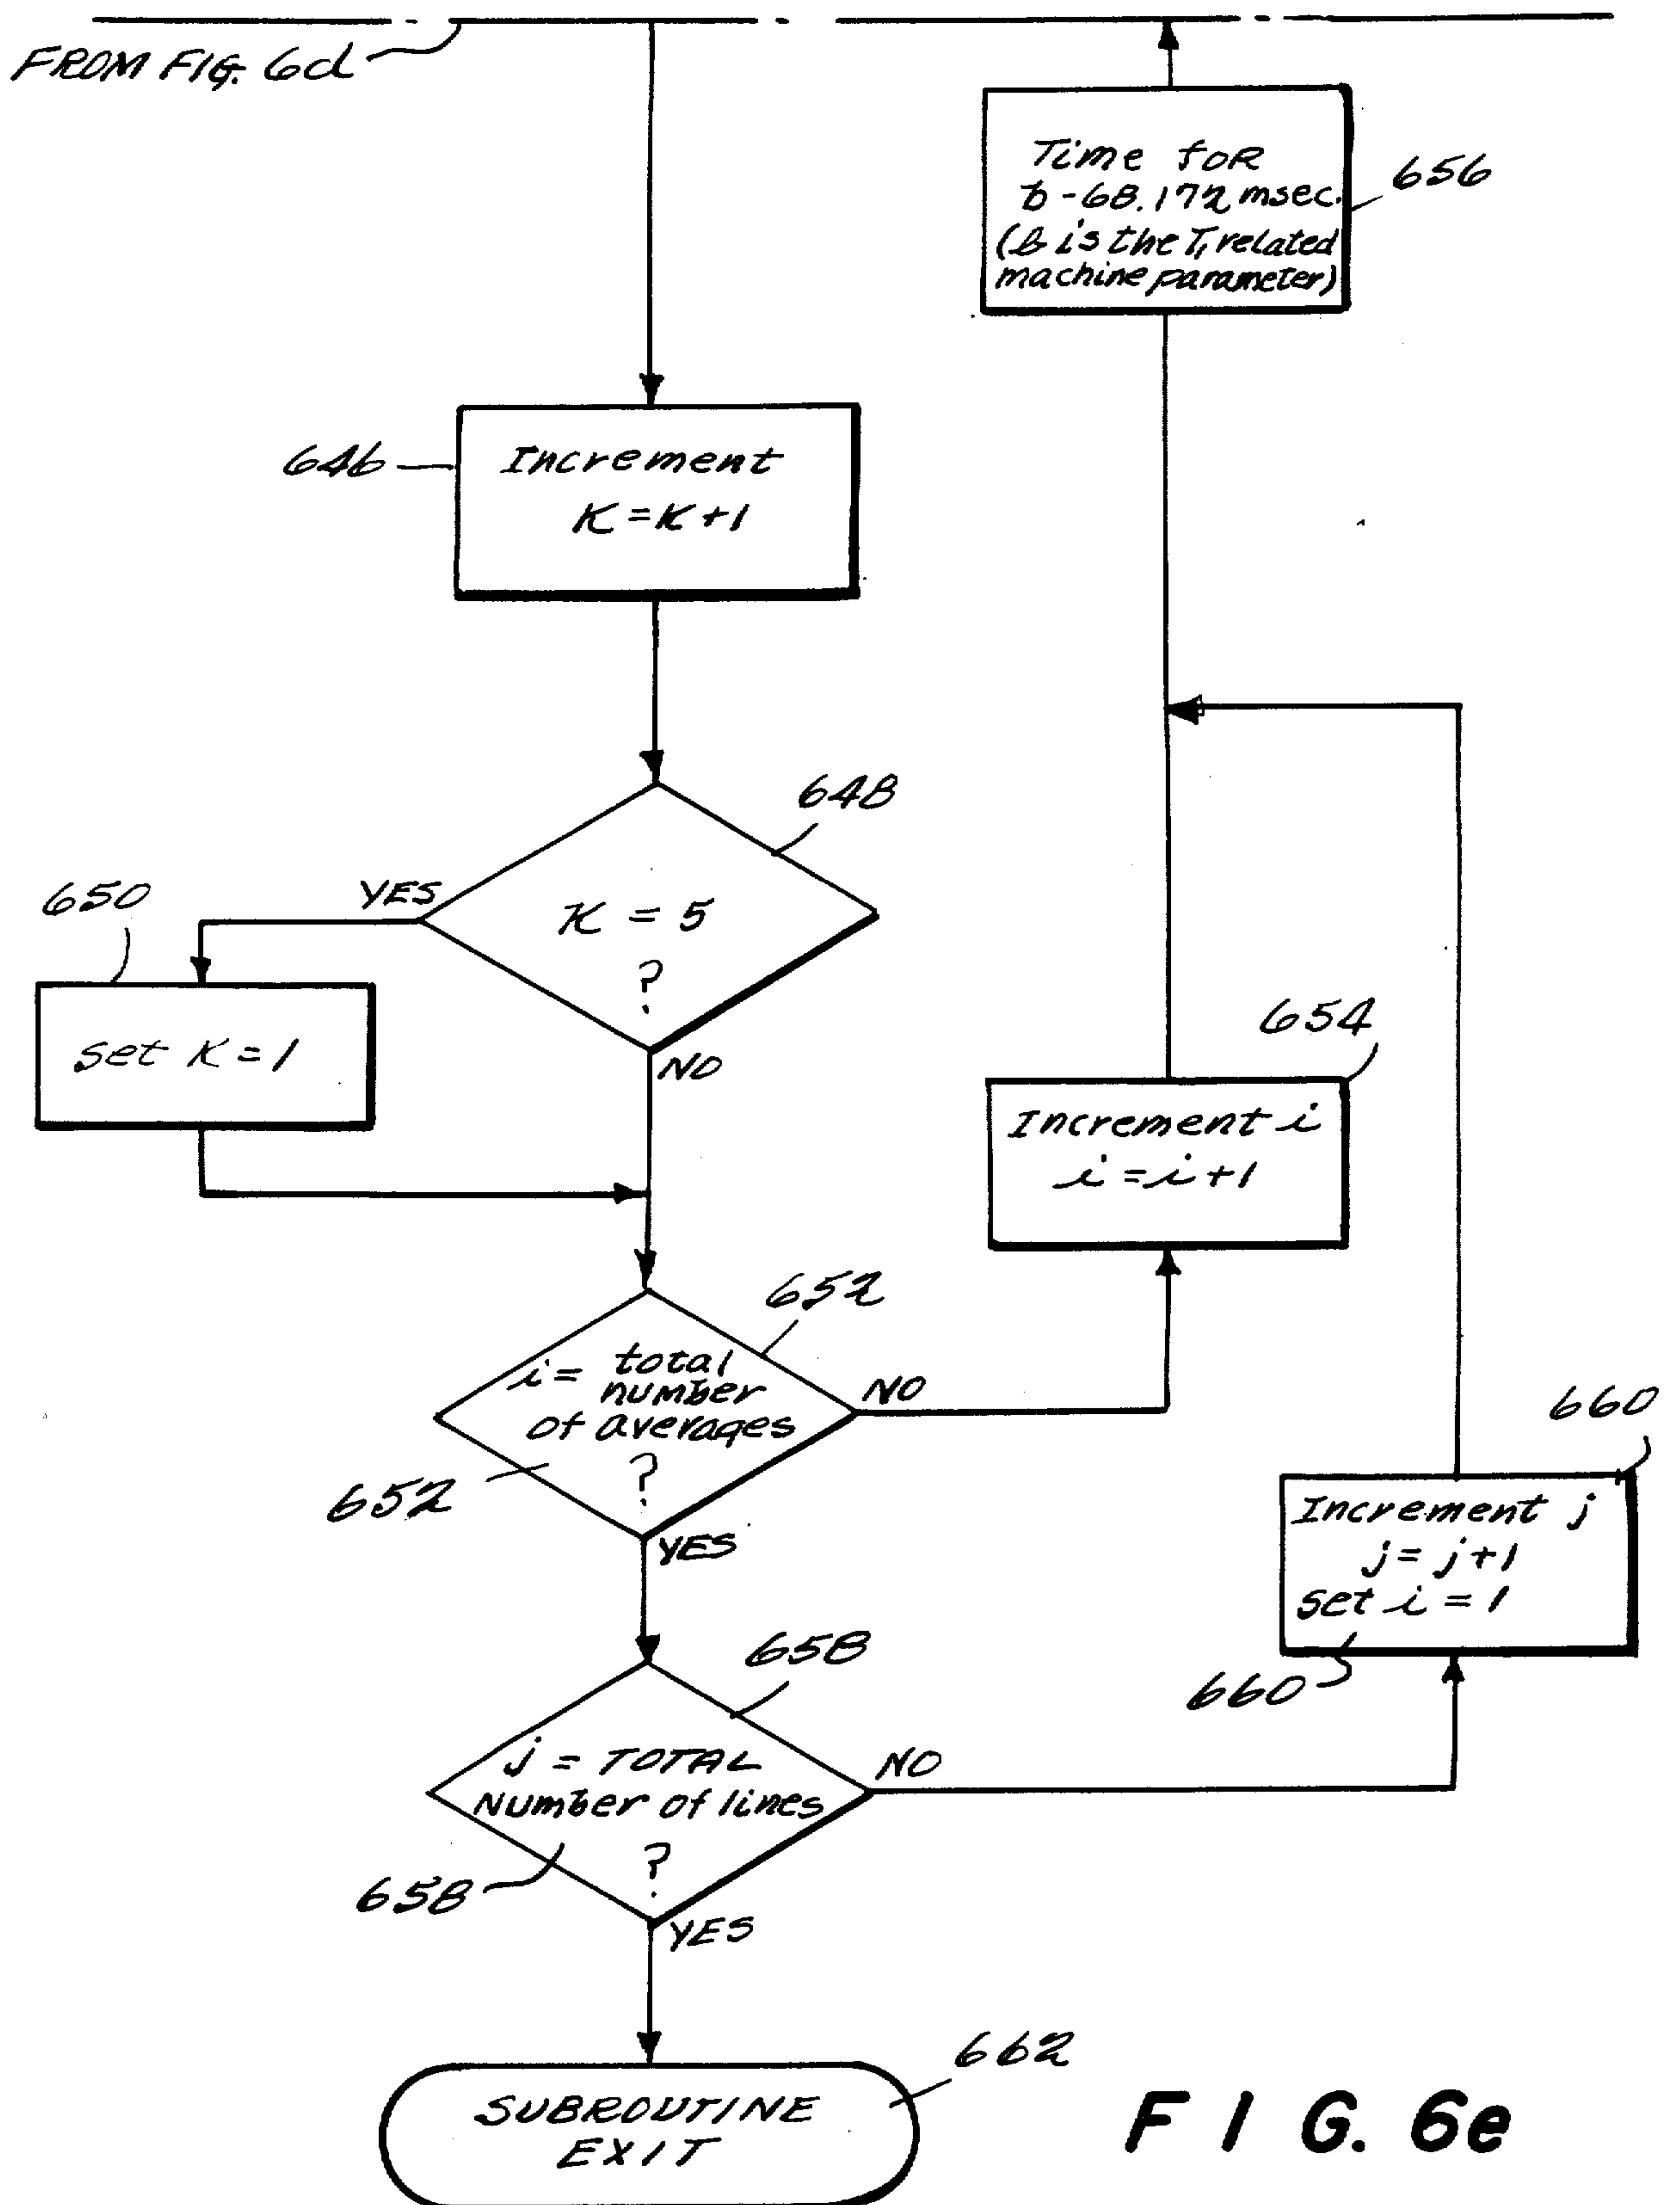 FROM FIG. 6d
Time for
b - 68.172 msec.
(b is the T1 related
machine parameter)
656
646
Increment
K = K + 1
648
YES
K = 5
?
NO
650
set K = 1
654
Increment i
i = i + 1
652
i = total
number
of averages
?
652
NO
YES
660
Increment j
j = j + 1
set i = 1
660
658
j = TOTAL
Number of lines
?
658
NO
YES
662
SUBROUTINE
EXIT
FIG. 6e